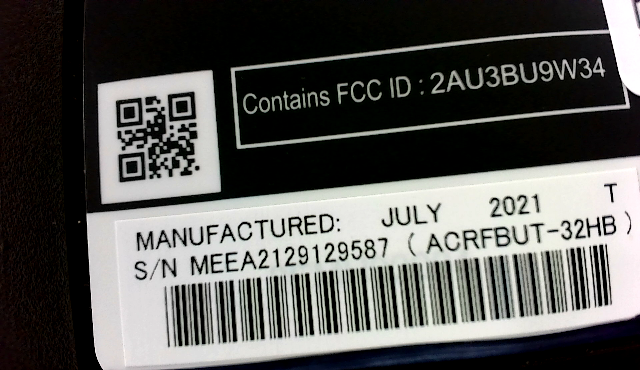 Contains FCC ID : 2AU3BU9W34
MANUFACTURED: JULY 2021 T
S/N MEEA2129129587 ( ACRFBUT-32HB )